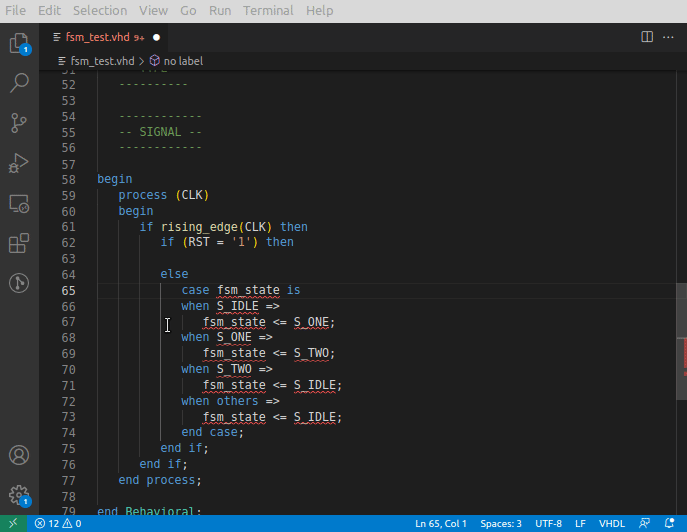 File Edit Selection View Go Run Terminal Help
fsm_test.vhd 9+
fsm_test.vhd > no label
52 ----------
53
54 ------------
55 -- SIGNAL --
56 ------------
57
58 begin
59 process (CLK)
60 begin
61 if rising_edge(CLK) then
62 if (RST = '1') then
63
64 else
65 case fsm_state is
66 when S_IDLE =>
67 fsm_state <= S_ONE;
68 when S_ONE =>
69 fsm_state <= S_TWO;
70 when S_TWO =>
71 fsm_state <= S_IDLE;
72 when others =>
73 fsm_state <= S_IDLE;
74 end case;
75 end if;
76 end if;
77 end process;
78
79 end Behavioral;
1
1
12 0 Ln 65, Col 1 Spaces: 3 UTF-8 LF VHDL